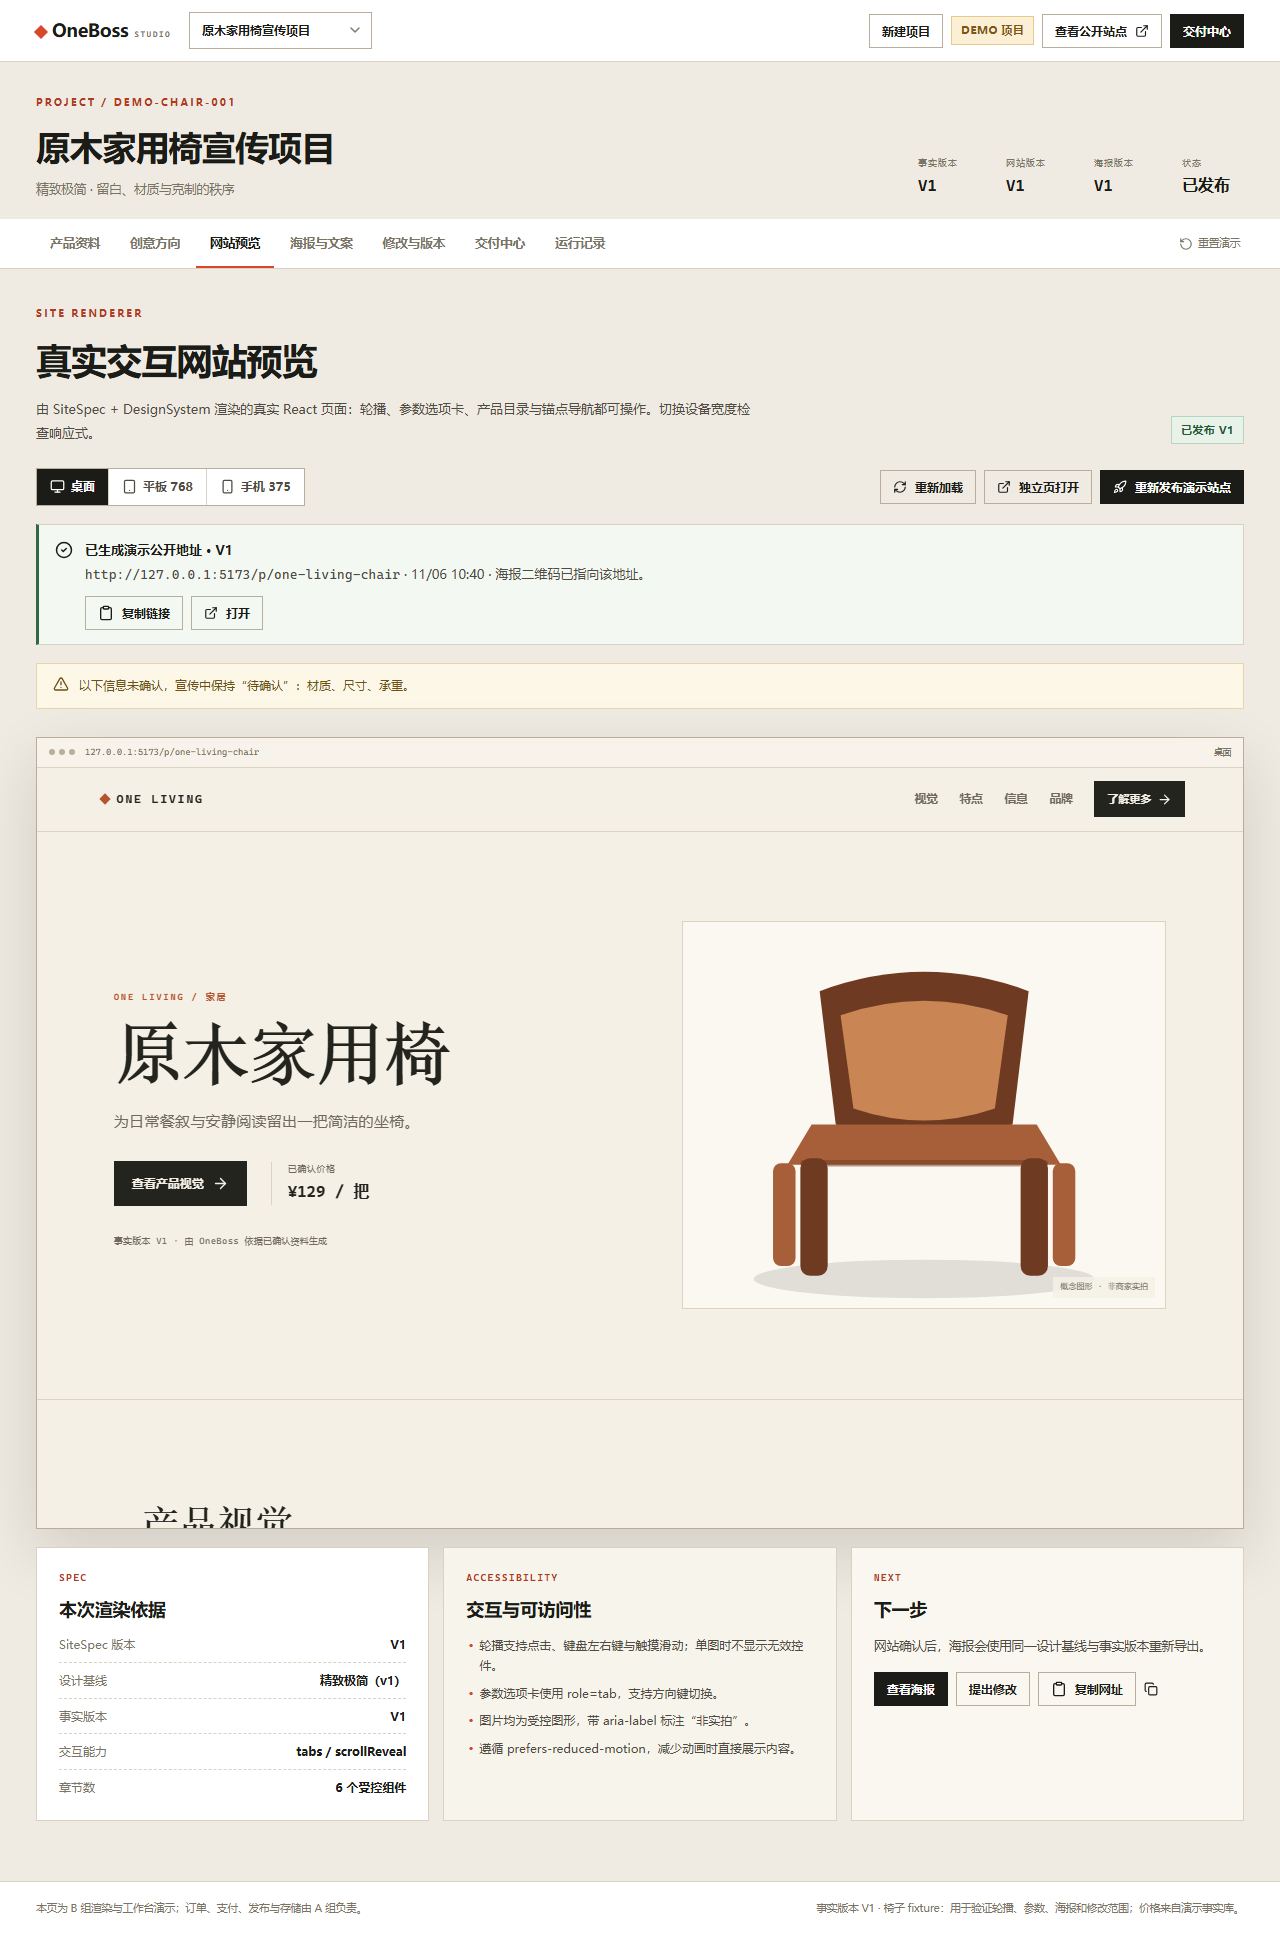 OneBoss STUDIO
原木家用椅宣传项目
新建项目
DEMO 项目
查看公开站点
交付中心
PROJECT / DEMO-CHAIR-001
原木家用椅宣传项目
精致极简 · 留白、材质与克制的秩序
事实版本
V1
网站版本
V1
海报版本
V1
状态
已发布
产品资料
创意方向
网站预览
海报与文案
修改与版本
交付中心
运行记录
重置演示
SITE RENDERER
真实交互网站预览
由 SiteSpec + DesignSystem 渲染的真实 React 页面：轮播、参数选项卡、产品目录与锚点导航都可操作。切换设备宽度检
查响应式。
已发布 V1
桌面
平板 768
手机 375
重新加载
独立页打开
重新发布演示站点
已生成演示公开地址 • V1
http://127.0.0.1:5173/p/one-living-chair · 11/06 10:40 · 海报二维码已指向该地址。
复制链接
打开
以下信息未确认，宣传中保持“待确认”：材质、尺寸、承重。
127.0.0.1:5173/p/one-living-chair
桌面
ONE LIVING
视觉
特点
信息
品牌
了解更多
ONE LIVING / 家居
原木家用椅
为日常餐叙与安静阅读留出一把简洁的坐椅。
查看产品视觉
已确认价格
¥129 / 把
事实版本 V1 · 由 OneBoss 依据已确认资料生成
概念图形 · 非商家实拍
产品视觉
SPEC
本次渲染依据
SiteSpec 版本
V1
设计基线
精致极简（v1）
事实版本
V1
交互能力
tabs / scrollReveal
章节数
6 个受控组件
ACCESSIBILITY
交互与可访问性
• 轮播支持点击、键盘左右键与触摸滑动；单图时不显示无效控
件。
• 参数选项卡使用 role=tab，支持方向键切换。
• 图片均为受控图形，带 aria-label 标注“非实拍”。
• 遵循 prefers-reduced-motion，减少动画时直接展示内容。
NEXT
下一步
网站确认后，海报会使用同一设计基线与事实版本重新导出。
查看海报
提出修改
复制网址
本页为 B 组渲染与工作台演示；订单、支付、发布与存储由 A 组负责。
事实版本 V1 · 椅子 fixture：用于验证轮播、参数、海报和修改范围；价格来自演示事实库。